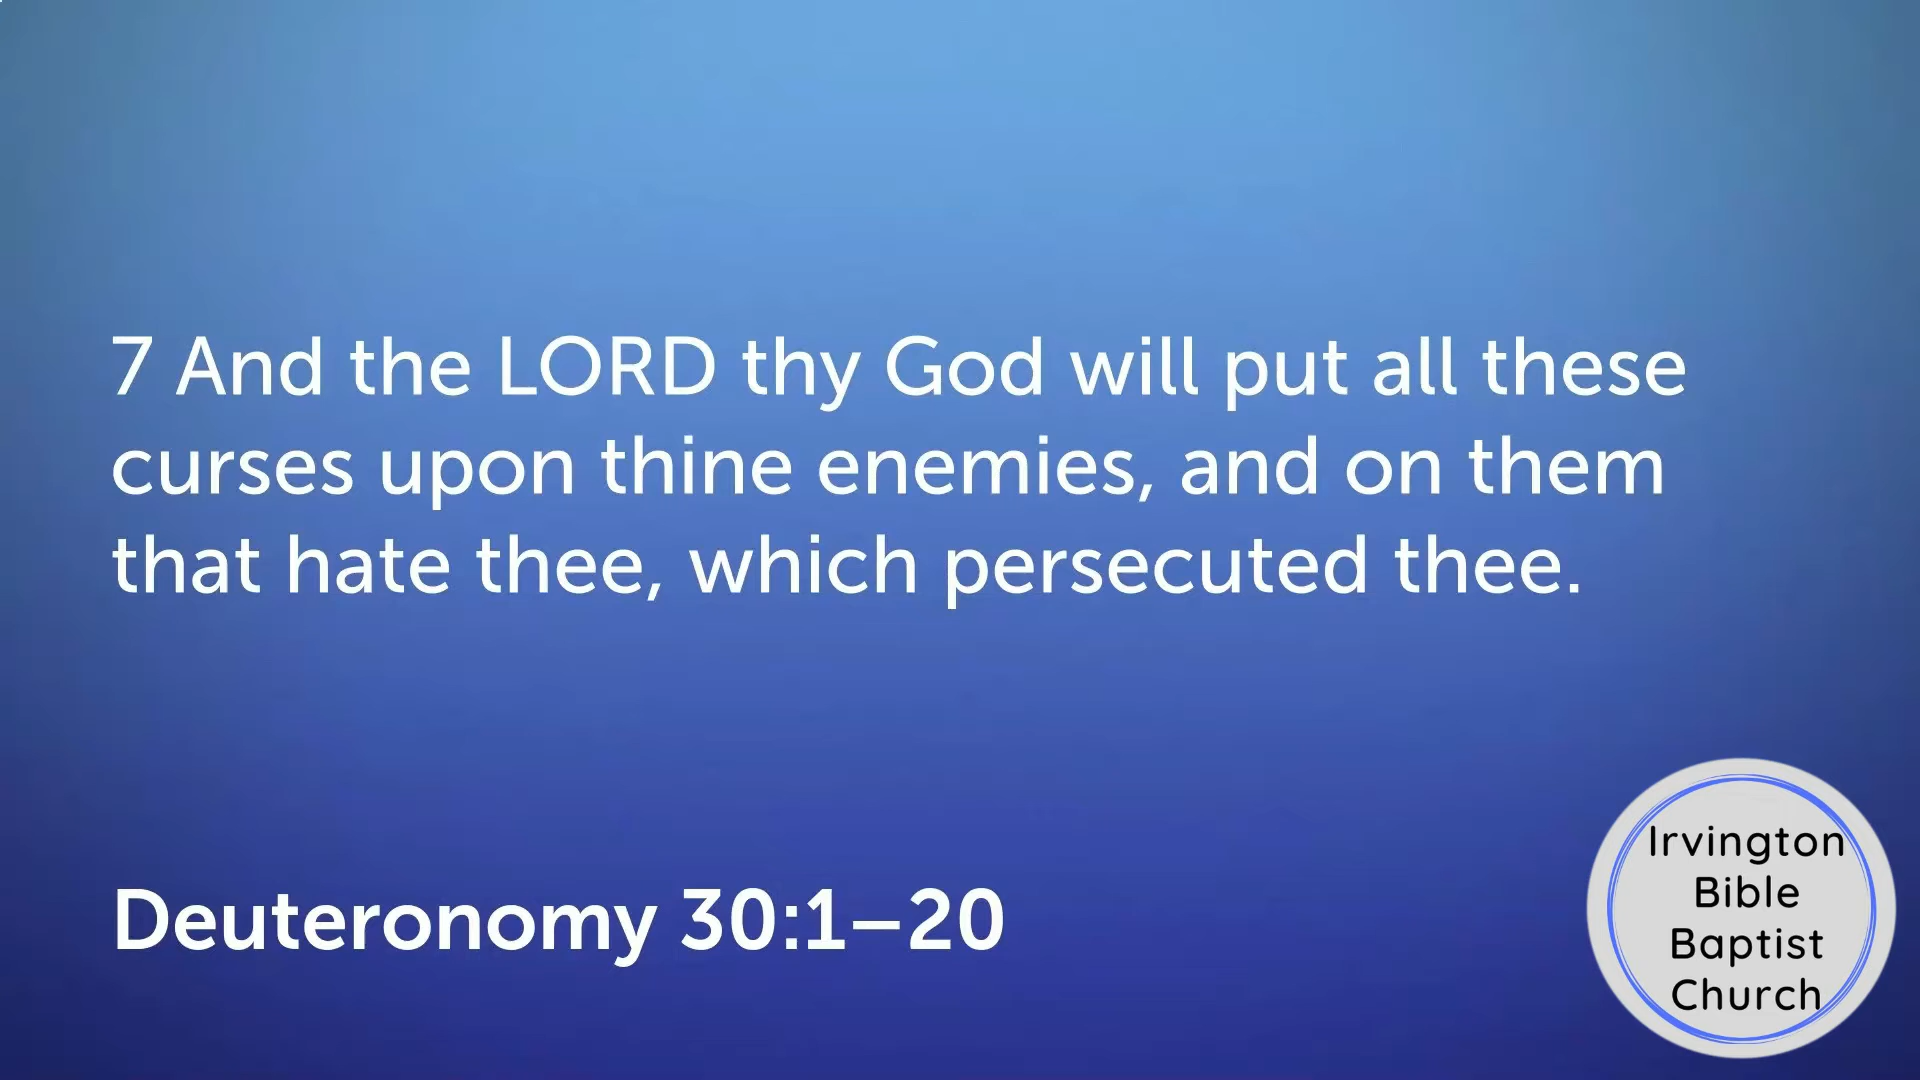 7 And the LORD thy God will put all these
curses upon thine enemies, and on them
that hate thee, which persecuted thee.
Deuteronomy 30:1–20
Irvington
Bible
Baptist
Church